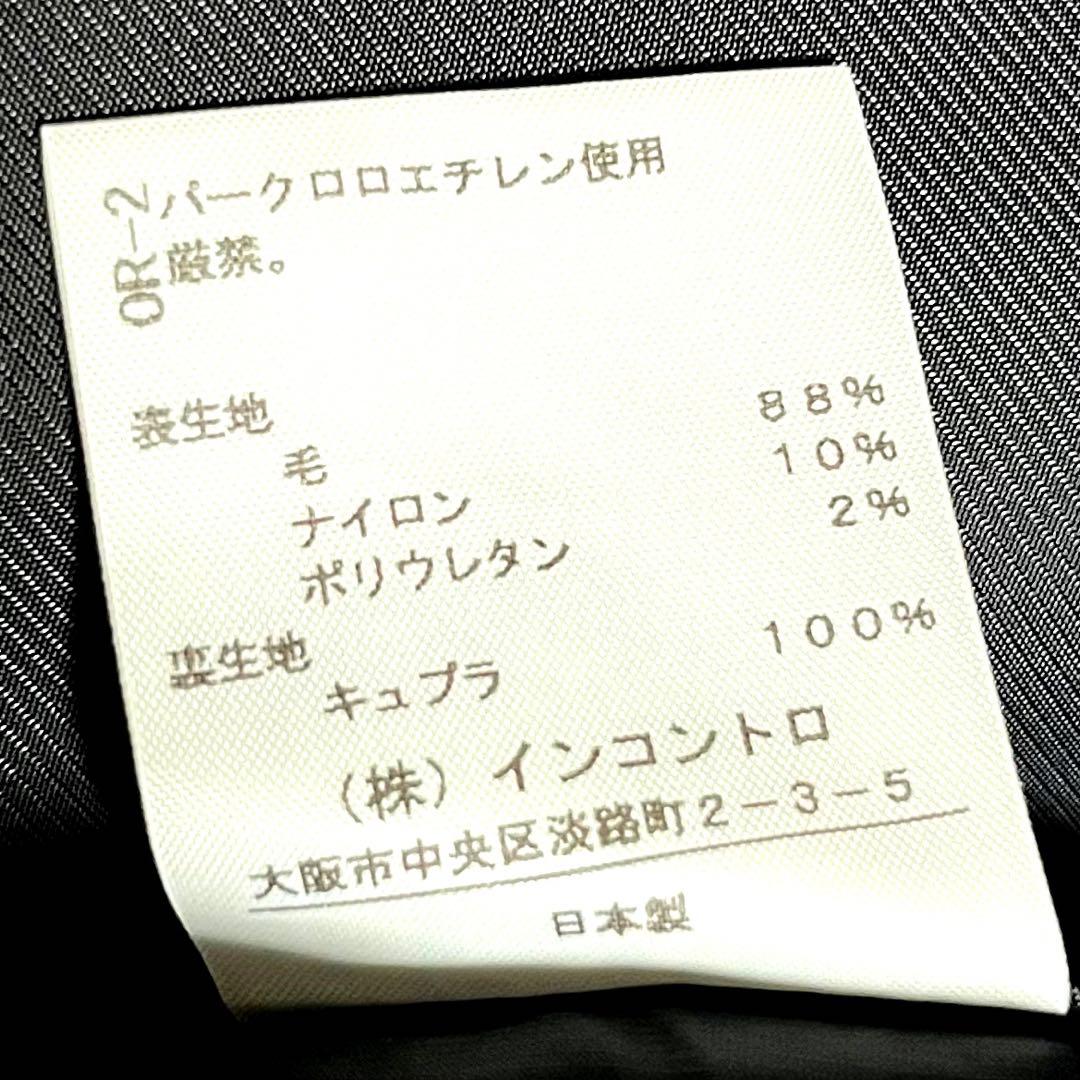 OR-2
パークロロエチレン使用
厳禁。
表生地
毛 88%
ナイロン 10%
ポリウレタン 2%
裏生地
キュプラ 100%
(株)インコントロ
大阪市中央区淡路町2-3-5
日本製